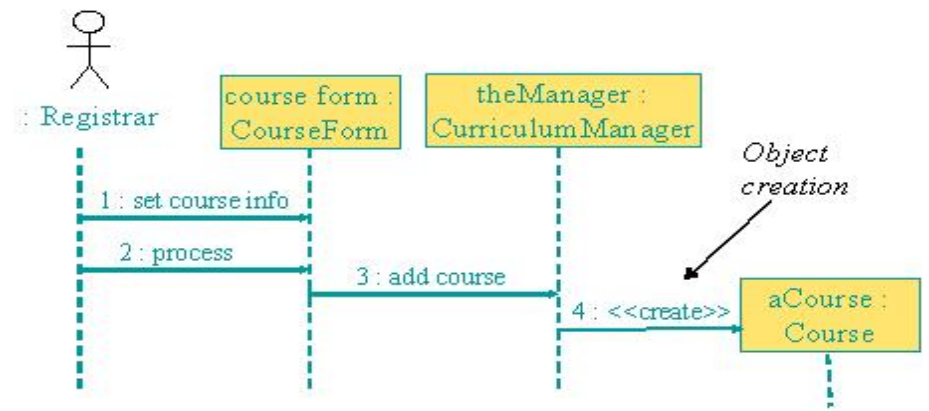 : Registrar
course form :
CourseForm
theManager :
CurriculumManager
Object
creation
1 : set course info
2 : process
3 : add course
4 : <<create>>
aCourse :
Course